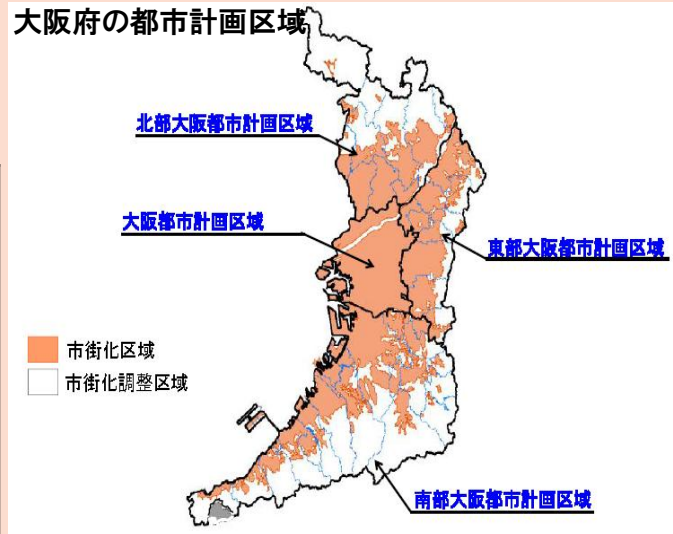 大阪府の都市計画区域
北部大阪都市計画区域
大阪都市計画区域
東部大阪都市計画区域
市街化区域
市街化調整区域
南部大阪都市計画区域